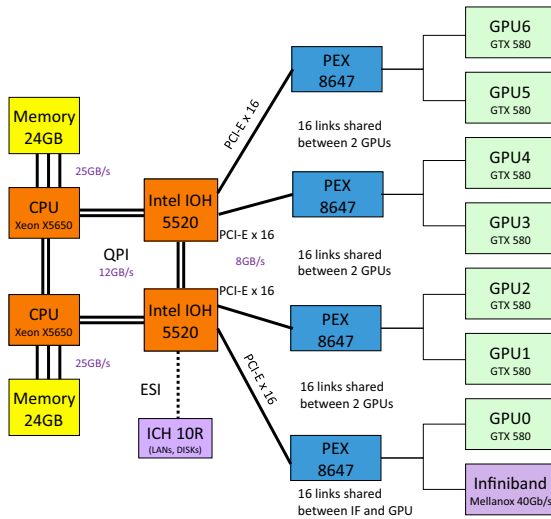 GPU6
GTX 580
PEX
8647
GPU5
GTX 580
Memory
24GB
PCI-E x 16
16 links shared
between 2 GPUs
GPU4
GTX 580
25GB/s
CPU
Xeon X5650
Intel IOH
5520
PEX
8647
GPU3
GTX 580
PCI-E x 16
QPI
12GB/s
8GB/s
16 links shared
between 2 GPUs
PCI-E x 16
GPU2
GTX 580
CPU
Xeon X5650
Intel IOH
5520
PEX
8647
GPU1
GTX 580
25GB/s
PCI-E x 16
ESI
16 links shared
between 2 GPUs
Memory
24GB
GPU0
GTX 580
ICH 10R
(LANs, DISKs)
PEX
8647
Infiniband
Mellanox 40Gb/s
16 links shared
between IF and GPU